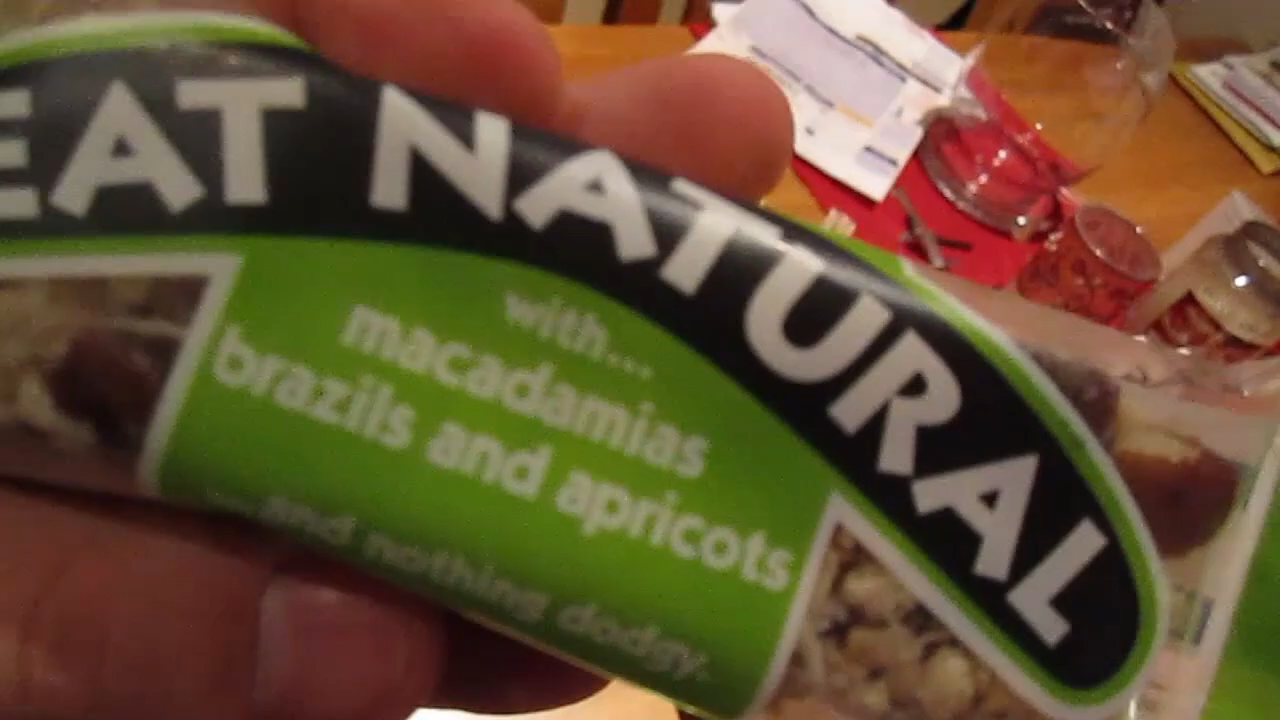 EAT NATURAL
with...
macadamias
brazils and apricots
...and nothing dodgy.